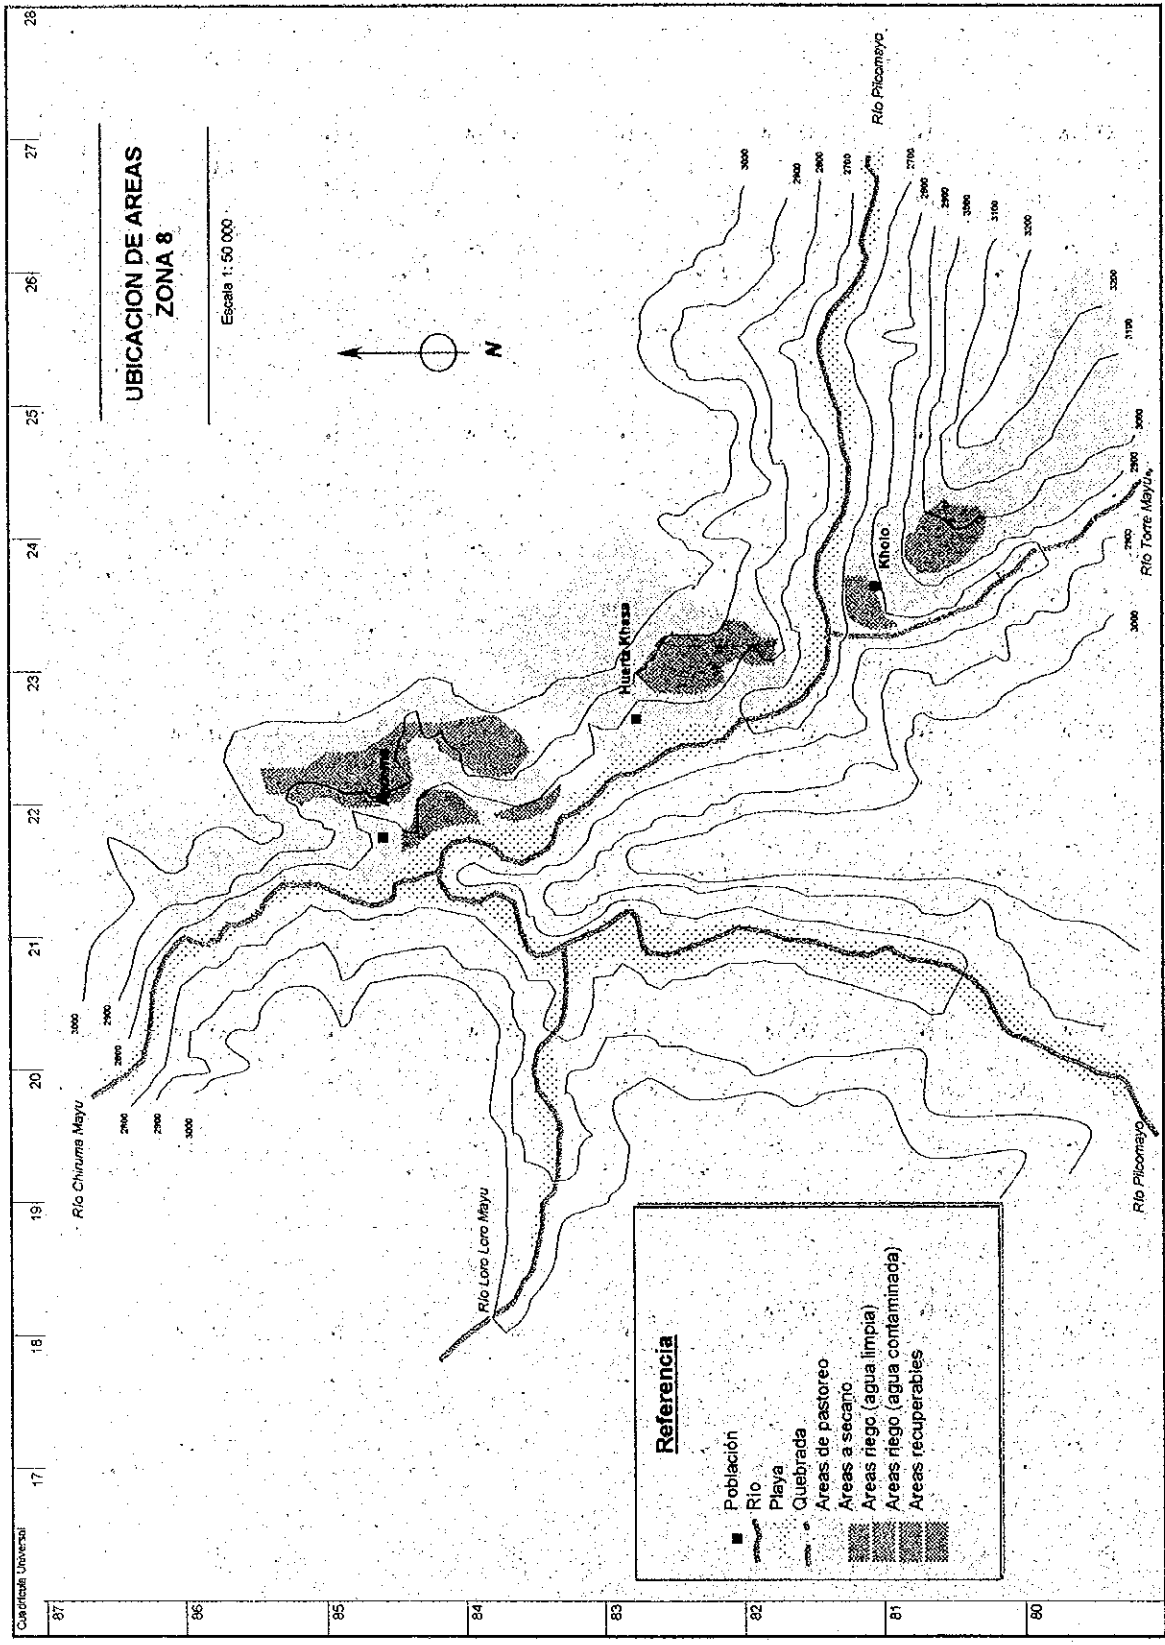 Cuadricula Universal
17
18
19
20
21
22
23
24
25
26
27
28
87
86
85
84
83
82
81
80
UBICACION DE AREAS
ZONA 8
Escala 1: 50 000
N
Río Chiruma Mayu
3000
2900
2800
2800
2900
3000
Río Loro Loro Mayu
Huerta Khasa
Kholo
3000
2900
2800
2700
Río Pilcomayo
2700
2800
2900
3000
3100
3200
3200
3100
3000
2900
Río Torre Mayu
2900
3000
Río Pilcomayo
Referencia
Población
Río
Playa
Quebrada
Areas de pastoreo
Areas a secano
Areas riego (agua limpia)
Areas riego (agua contaminada)
Areas recuperables